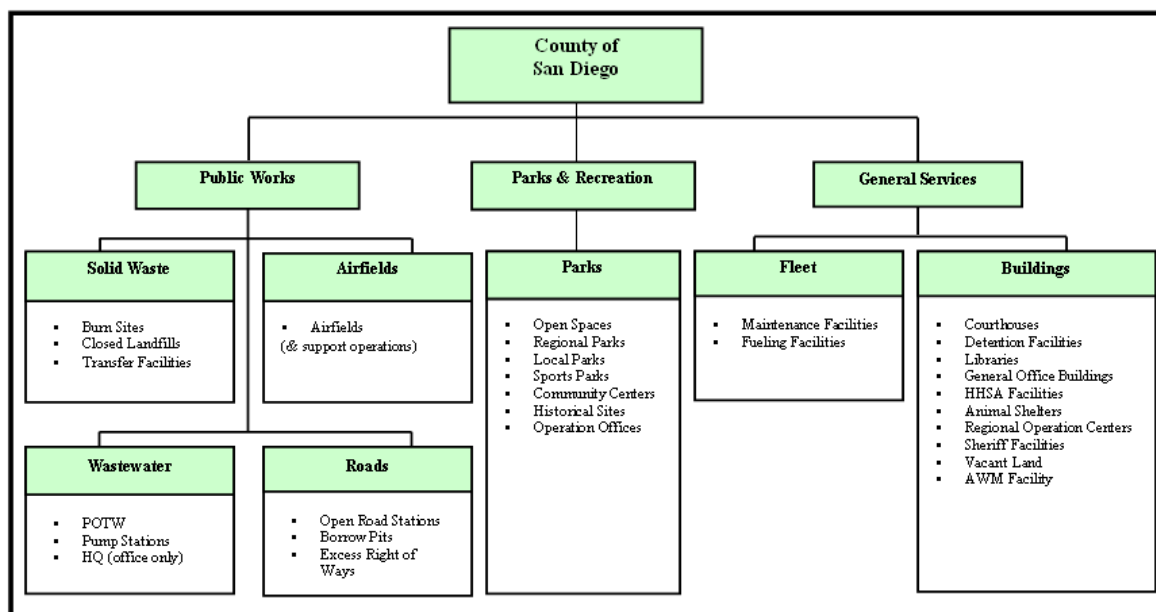 County of
San Diego
Public Works
Parks & Recreation
General Services
Solid Waste
▪ Burn Sites
▪ Closed Landfills
▪ Transfer Facilities
Airfields
▪ Airfields
(& support operations)
Parks
▪ Open Spaces
▪ Regional Parks
▪ Local Parks
▪ Sports Parks
▪ Community Centers
▪ Historical Sites
▪ Operation Offices
Fleet
▪ Maintenance Facilities
▪ Fueling Facilities
Buildings
▪ Courthouses
▪ Detention Facilities
▪ Libraries
▪ General Office Buildings
▪ HHSA Facilities
▪ Animal Shelters
▪ Regional Operation Centers
▪ Sheriff Facilities
▪ Vacant Land
▪ AWM Facility
Wastewater
▪ POTW
▪ Pump Stations
▪ HQ (office only)
Roads
▪ Open Road Stations
▪ Borrow Pits
▪ Excess Right of
Ways